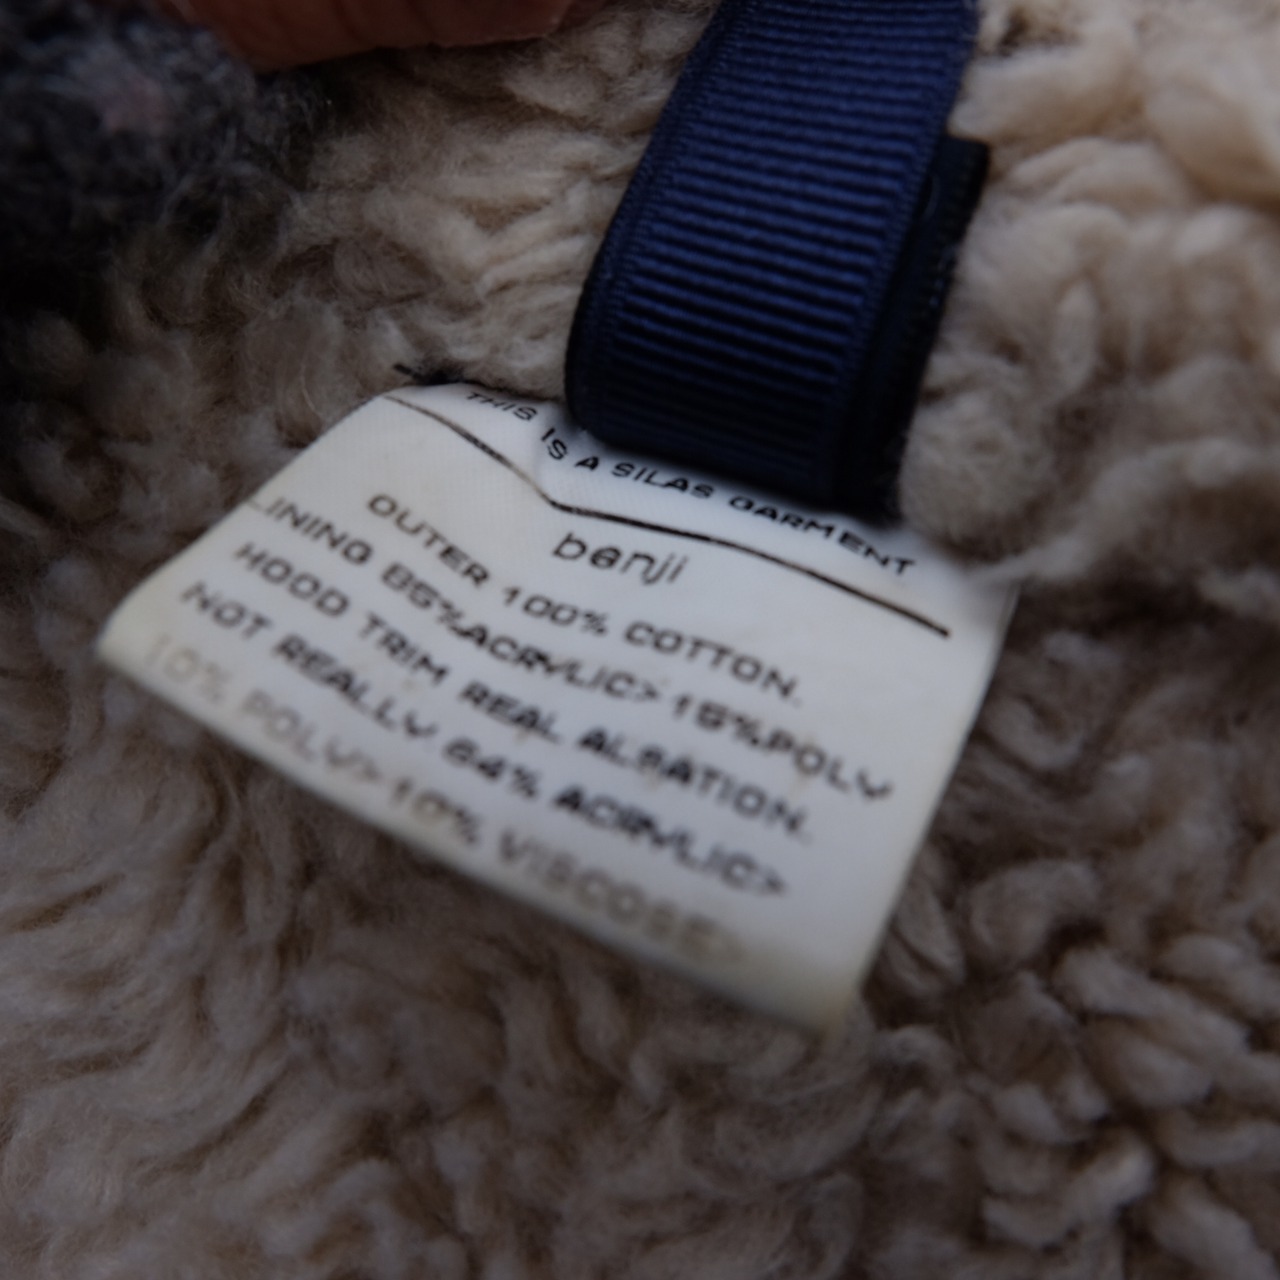 THIS IS A SILAS GARMENT
benji
OUTER 100% COTTON.
LINING 85%ACRYLIC> 15%POLY
HOOD TRIM REAL ALSATION.
NOT REALLY 64% ACRYLIC>
10% POLY> 10% VISCOSE>